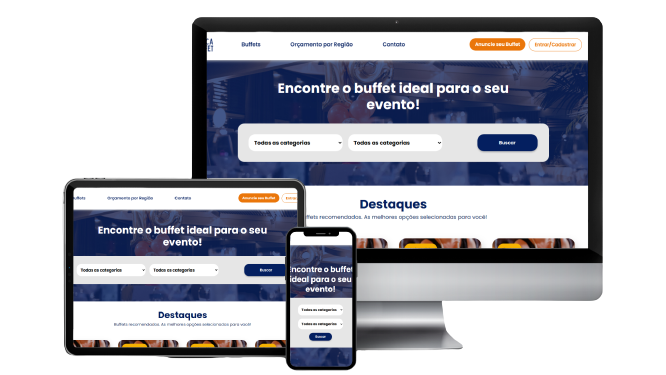 Buffets
Orçamento por Região
Contato
Anuncie seu Buffet
Entrar/Cadastrar
Encontre o buffet ideal para o seu
evento!
Todas as categorias
Todas as categorias
Buscar
Destaques
Buffets recomendados. As melhores opções selecionadas para você!
Buffets
Orçamento por Região
Contato
Anuncie seu Buffet
Encontre o buffet ideal para o seu
evento!
Todas as categorias
Todas as categorias
Buscar
Destaques
Buffets recomendados. As melhores opções selecionadas para você!
Encontre o buffet
ideal para o seu
evento!
Todas as categorias
Todas as categorias
Buscar